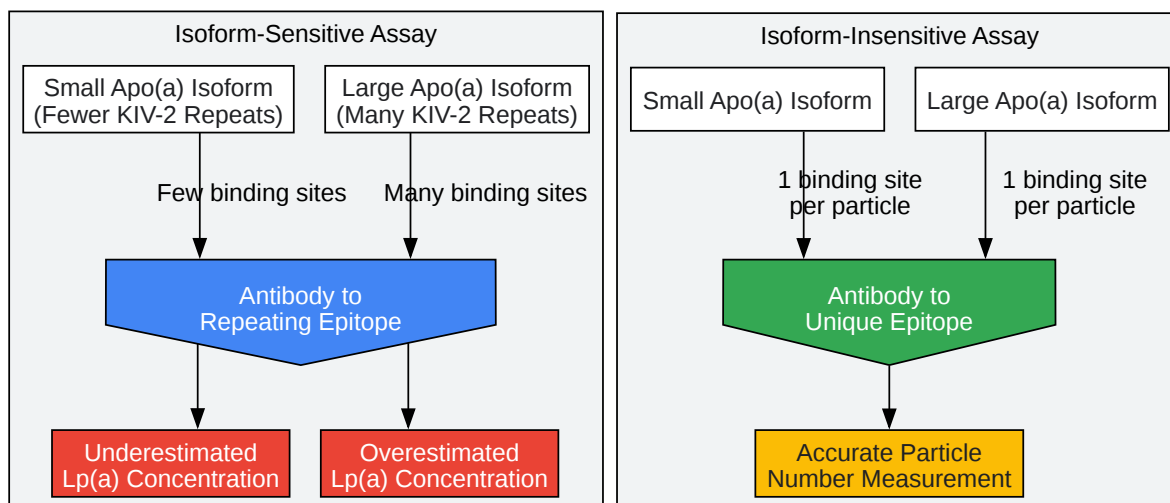 Isoform-Sensitive Assay
Small Apo(a) Isoform
(Fewer KIV-2 Repeats)
Large Apo(a) Isoform
(Many KIV-2 Repeats)
Few binding sites
Many binding sites
Antibody to
Repeating Epitope
Underestimated
Lp(a) Concentration
Overestimated
Lp(a) Concentration
Isoform-Insensitive Assay
Small Apo(a) Isoform
Large Apo(a) Isoform
1 binding site
per particle
1 binding site
per particle
Antibody to
Unique Epitope
Accurate Particle
Number Measurement